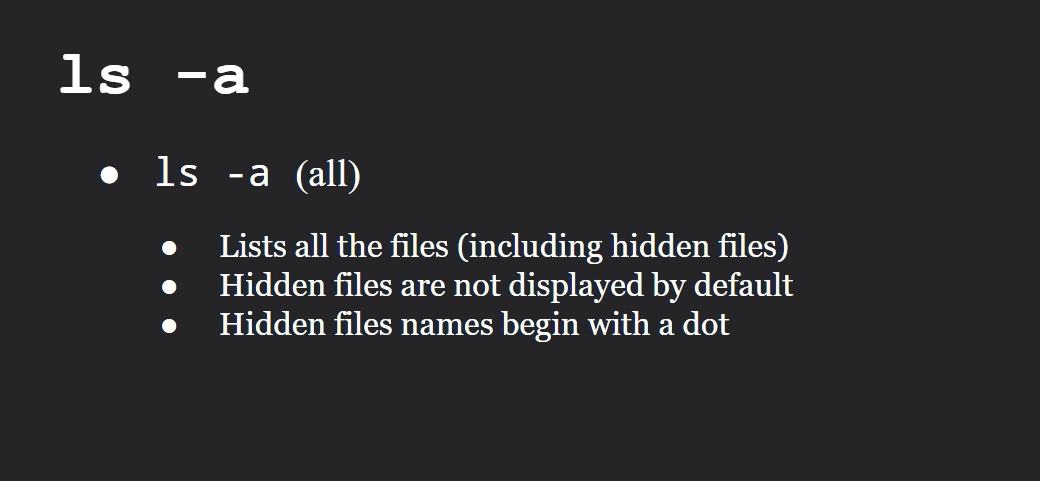 ls -a
● ls -a (all)
● Lists all the files (including hidden files)
● Hidden files are not displayed by default
● Hidden files names begin with a dot